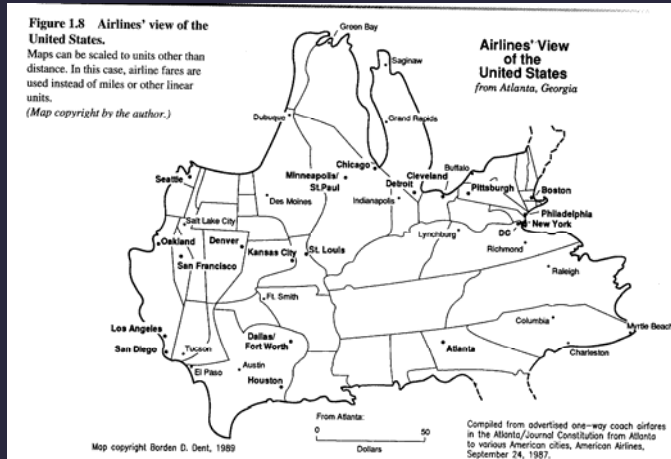 Figure 1.8 Airlines' view of the
United States.
Maps can be scaled to units other than
distance. In this case, airline fares are
used instead of miles or other linear
units.
(Map copyright by the author.)
Airlines' View
of the
United States
from Atlanta, Georgia
Green Bay
Saginaw
Dubuque
Grand Rapids
Chicago
Minneapolis/
St.Paul
Cleveland
Buffalo
Detroit
Seattle
Pittsburgh
Boston
Des Moines
Indianapolis
Philadelphia
New York
Salt Lake City
Lynchburg
DC
Oakland
Denver
Kansas City
St. Louis
Richmond
San Francisco
Raleigh
Ft. Smith
Columbia
Myrtle Beach
Los Angeles
Dallas/
Fort Worth
San Diego
Tucson
Atlanta
Charleston
El Paso
Austin
Houston
From Atlanta:
0 50
Dollars
Map copyright Borden D. Dent, 1989
Compiled from advertised one-way coach airfares
in the Atlanta/Journal Constitution from Atlanta
to various American cities, American Airlines,
September 24, 1987.